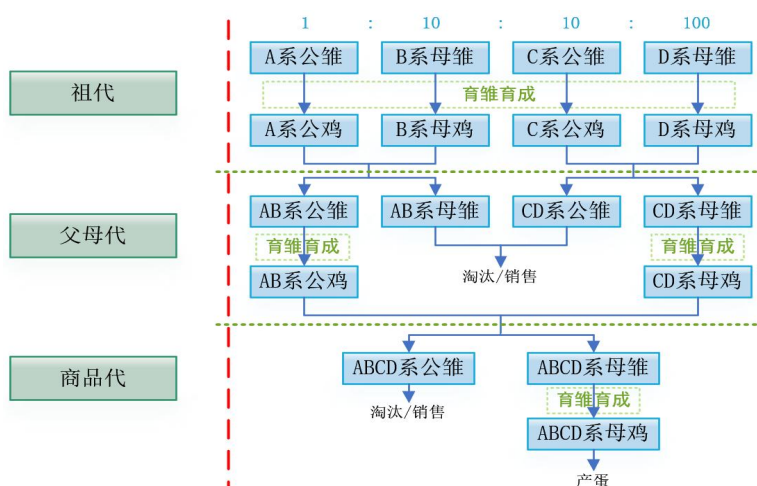 1 : 10 : 10 : 100
A系公雏 B系母雏 C系公雏 D系母雏
祖代
育雏育成
A系公鸡 B系母鸡 C系公鸡 D系母鸡
AB系公雏 AB系母雏 CD系公雏 CD系母雏
父母代
育雏育成 育雏育成
淘汰/销售
AB系公鸡 CD系母鸡
ABCD系公雏 ABCD系母雏
商品代
育雏育成
淘汰/销售
ABCD系母鸡
产蛋